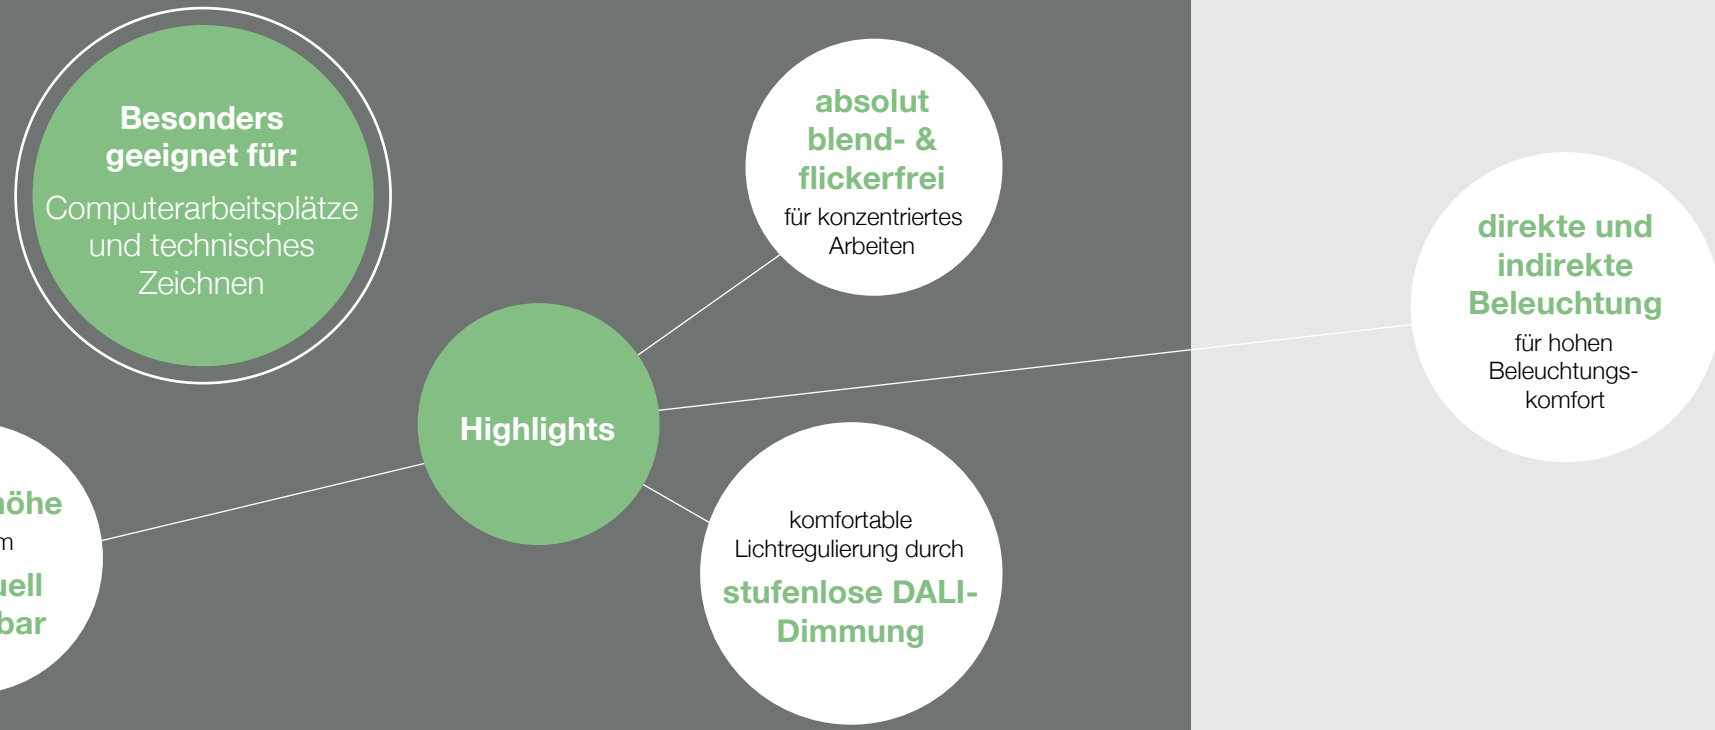 Besonders
geeignet für:
Computerarbeitsplätze
und technisches
Zeichnen
absolut
blend- &
flickerfrei
für konzentriertes
Arbeiten
direkte und
indirekte
Beleuchtung
für hohen
Beleuchtungs-
komfort
Highlights
komfortable
Lichtregulierung durch
stufenlose DALI-
Dimmung